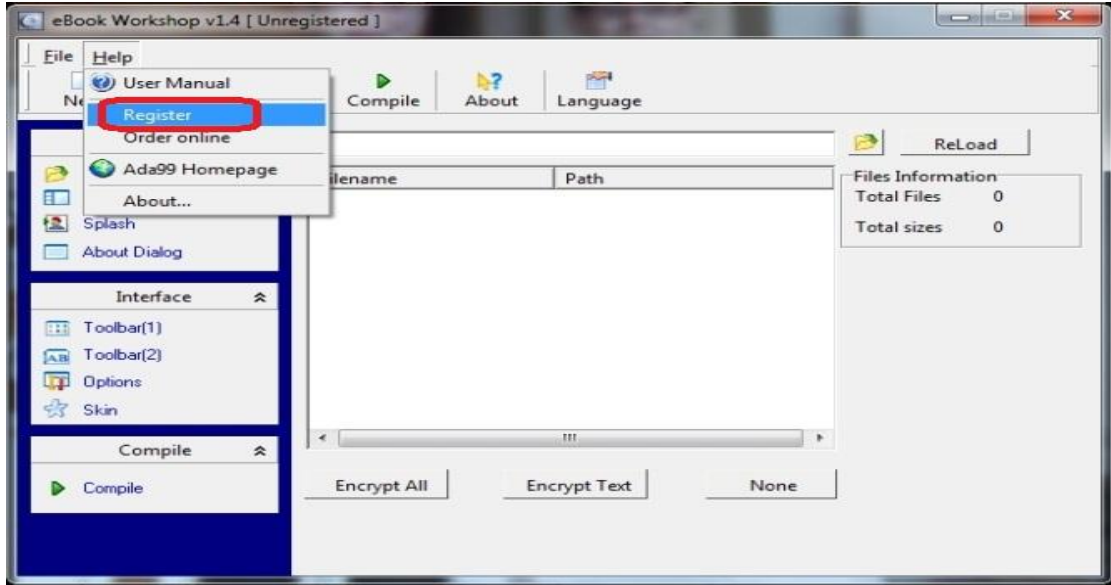 eBook Workshop v1.4 [ Unregistered ]
File Help
Compile About Language
User Manual
Register
Order online
Ada99 Homepage
About...
ReLoad
Filename Path
Files Information
Total Files 0
Total sizes 0
Splash
About Dialog
Interface
Toolbar(1)
Toolbar(2)
Options
Skin
Compile
Compile
Encrypt All Encrypt Text None